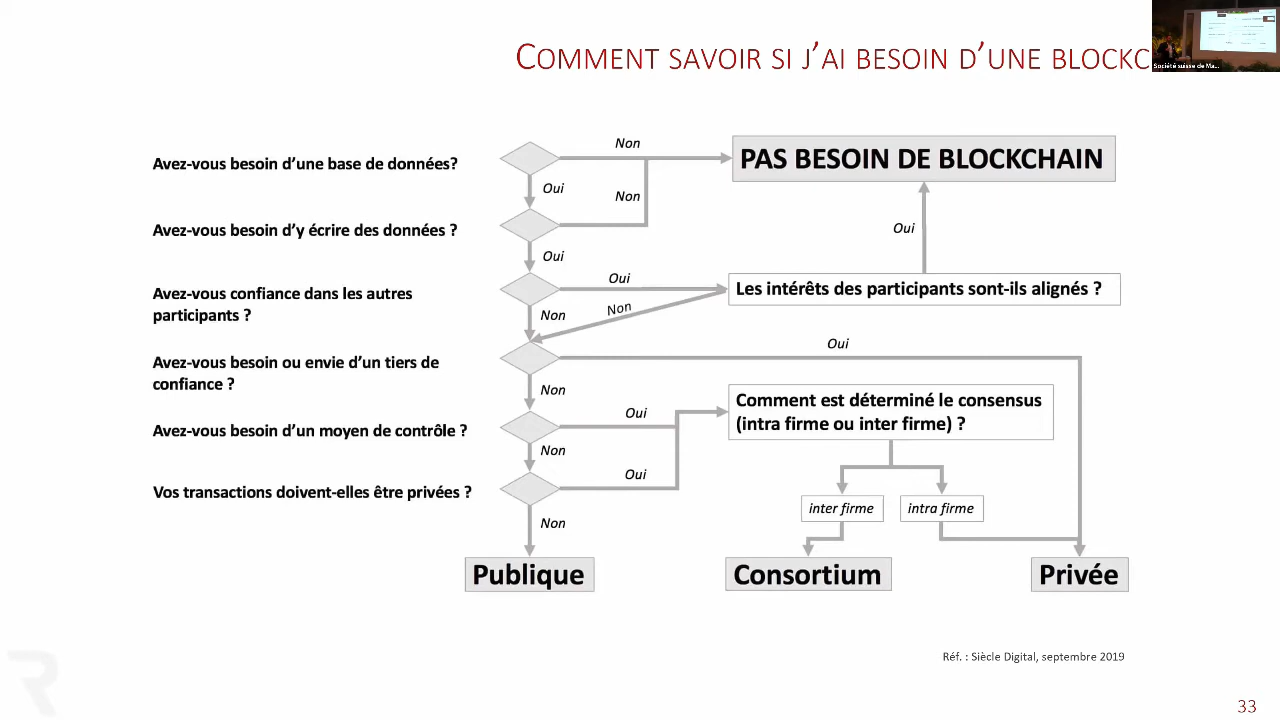 COMMENT SAVOIR SI J'AI BESOIN D'UNE BLOCKC
Société suisse de Ma...
Non
Avez-vous besoin d'une base de données?
PAS BESOIN DE BLOCKCHAIN
Oui
Non
Avez-vous besoin d'y écrire des données ?
Oui
Oui
Avez-vous confiance dans les autres
participants ?
Oui
Les intérêts des participants sont-ils alignés ?
Non
Non
Avez-vous besoin ou envie d'un tiers de
confiance ?
Oui
Non
Comment est déterminé le consensus
(intra firme ou inter firme) ?
Avez-vous besoin d'un moyen de contrôle ?
Oui
Non
Vos transactions doivent-elles être privées ?
Oui
inter firme
intra firme
Non
Publique
Consortium
Privée
Réf. : Siècle Digital, septembre 2019
33